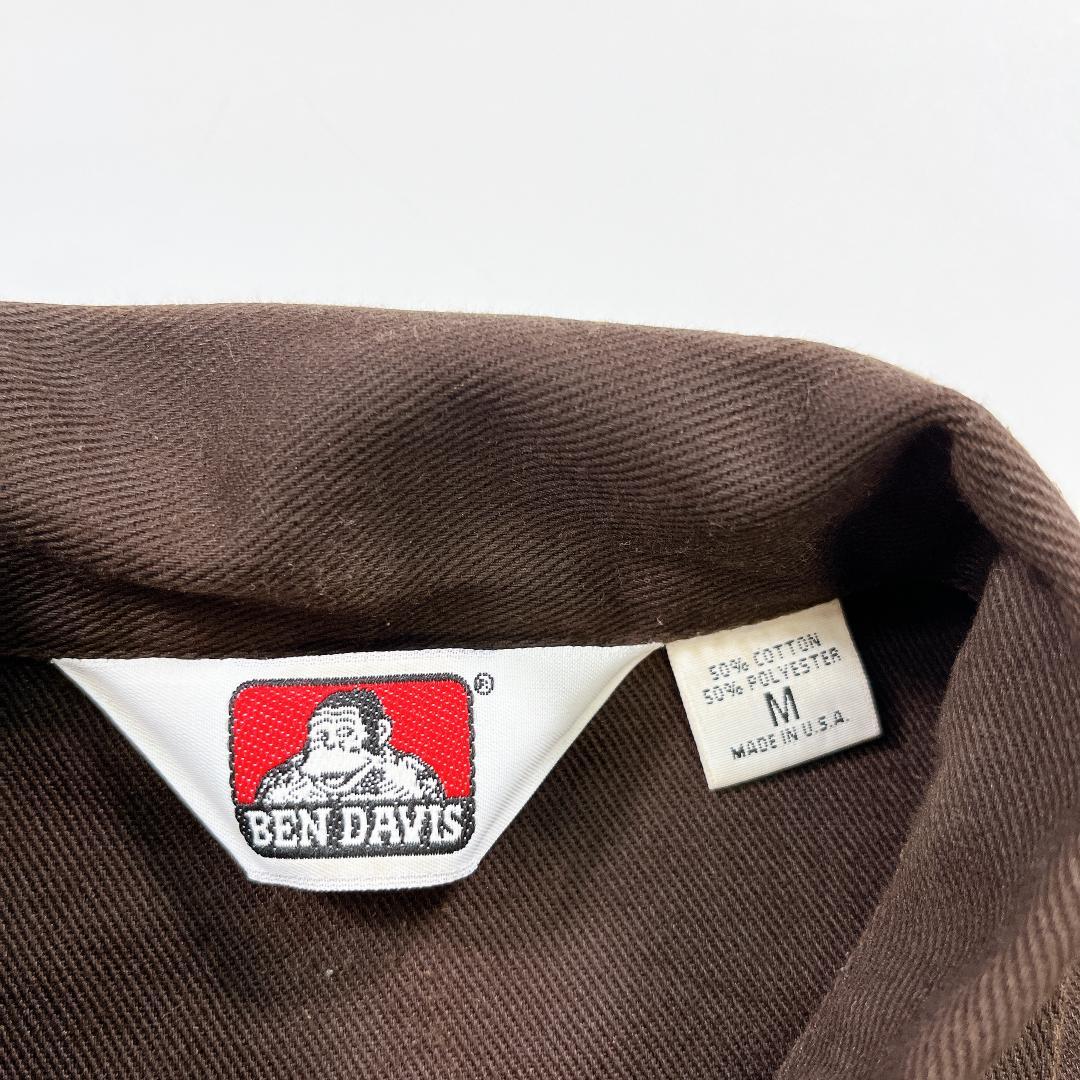 ®
BEN DAVIS
50% COTTON
50% POLYESTER
M
MADE IN U.S.A.